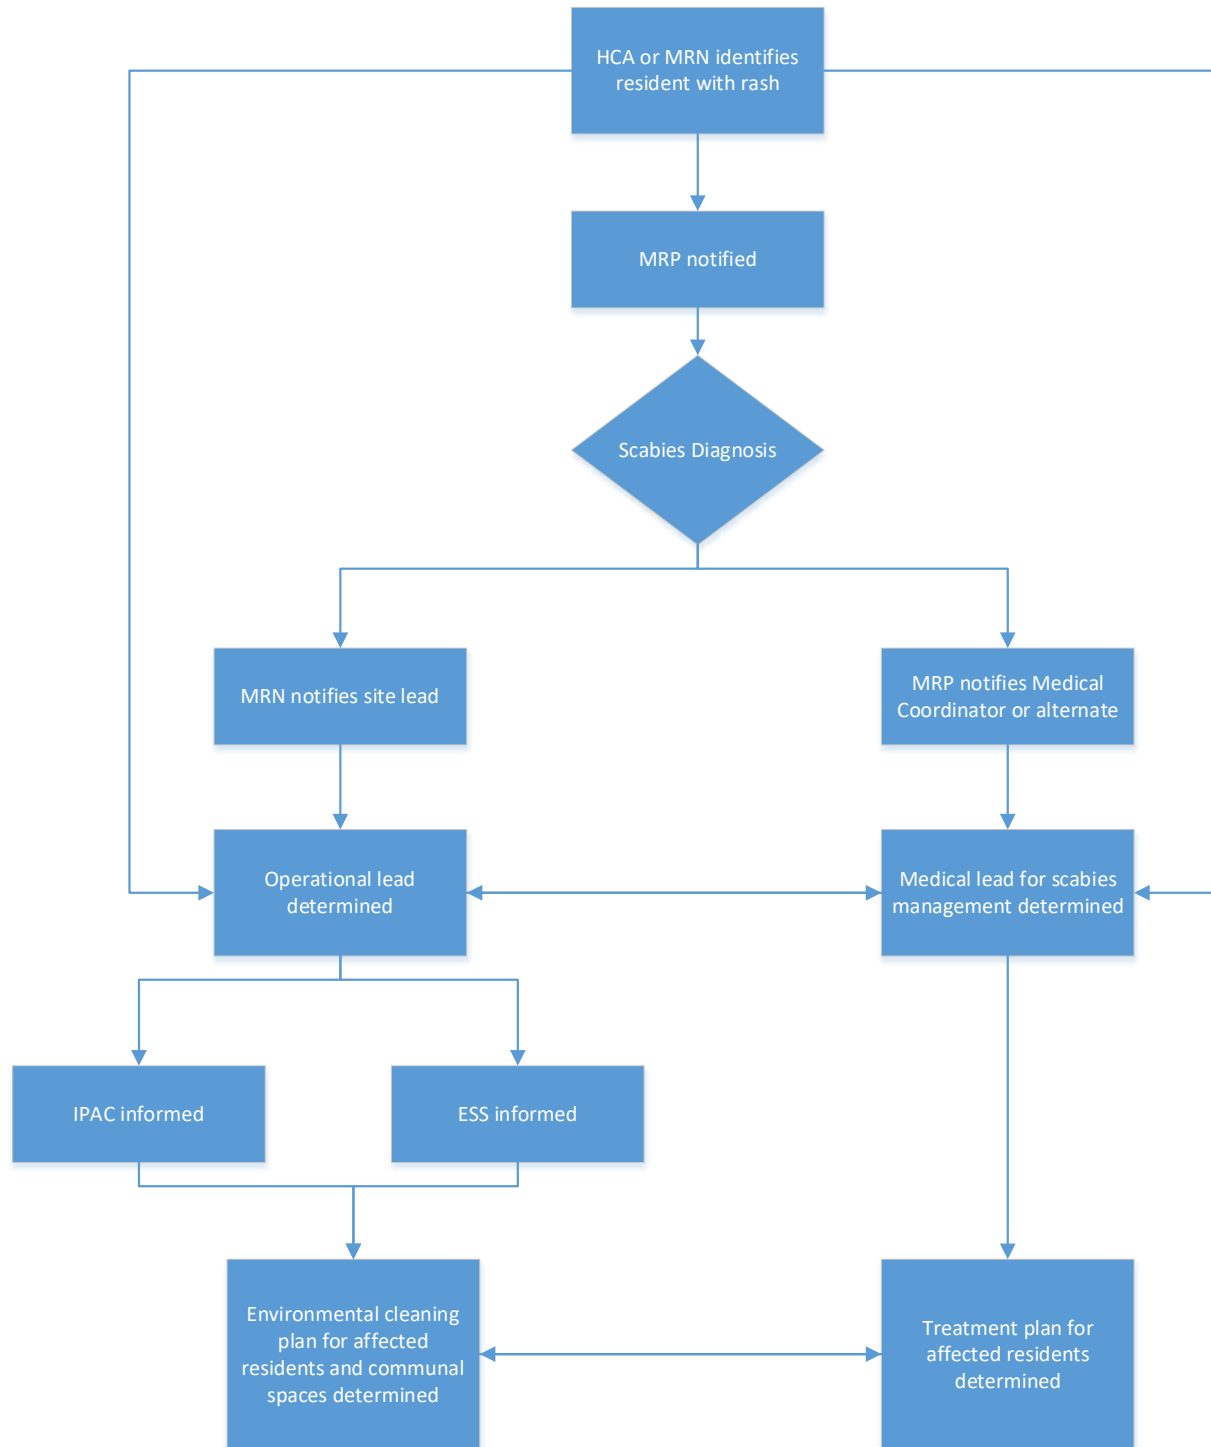 HCA or MRN identifies
resident with rash
MRP notified
Scabies Diagnosis
MRN notifies site lead
MRP notifies Medical
Coordinator or alternate
Operational lead
determined
Medical lead for scabies
management determined
IPAC informed
ESS informed
Environmental cleaning
plan for affected
residents and communal
spaces determined
Treatment plan for
affected residents
determined